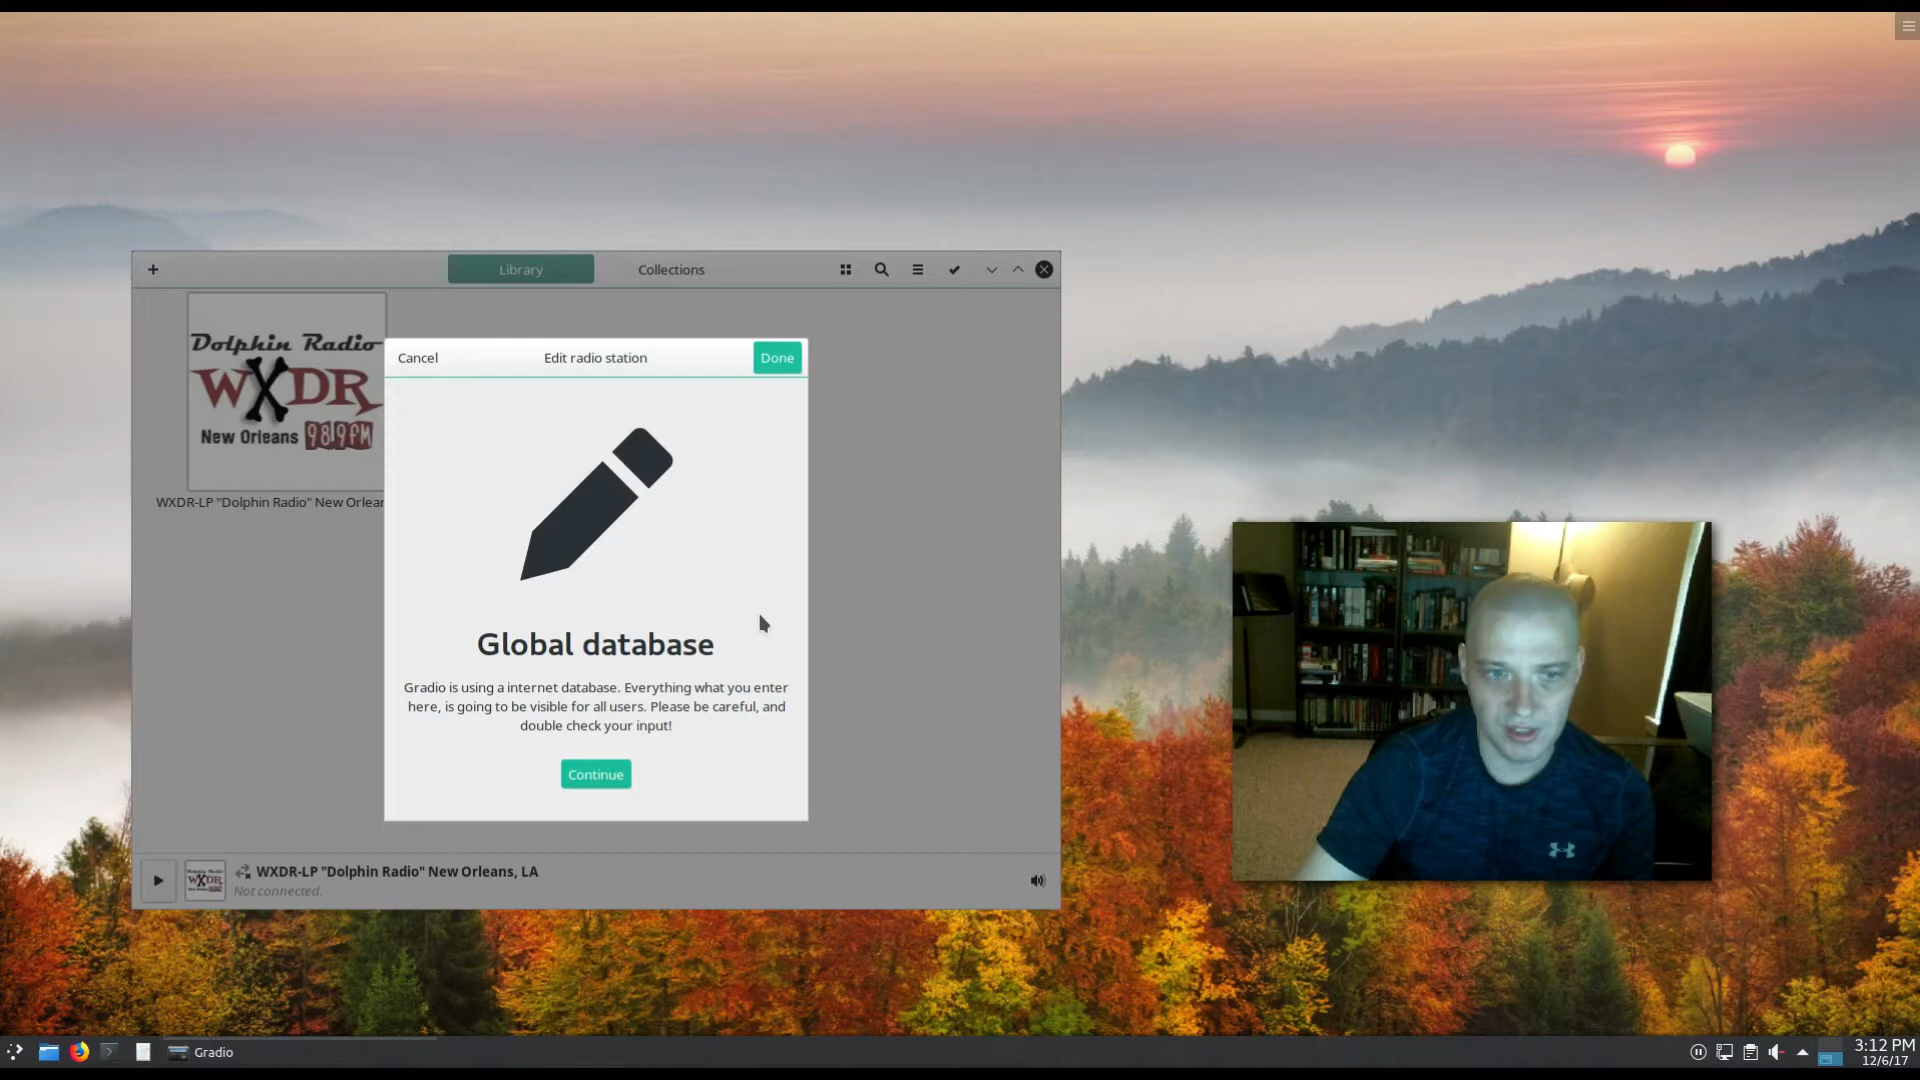 Library
Collections
Dolphin Radio
WXDR
New Orleans 98.9FM
WXDR-LP "Dolphin Radio" New Orlean
Cancel
Edit radio station
Done
Global database
Gradio is using a internet database. Everything what you enter
here, is going to be visible for all users. Please be careful, and
double check your input!
Continue
WXDR-LP "Dolphin Radio" New Orleans, LA
Not connected.
Gradio
3:12 PM
12/6/17